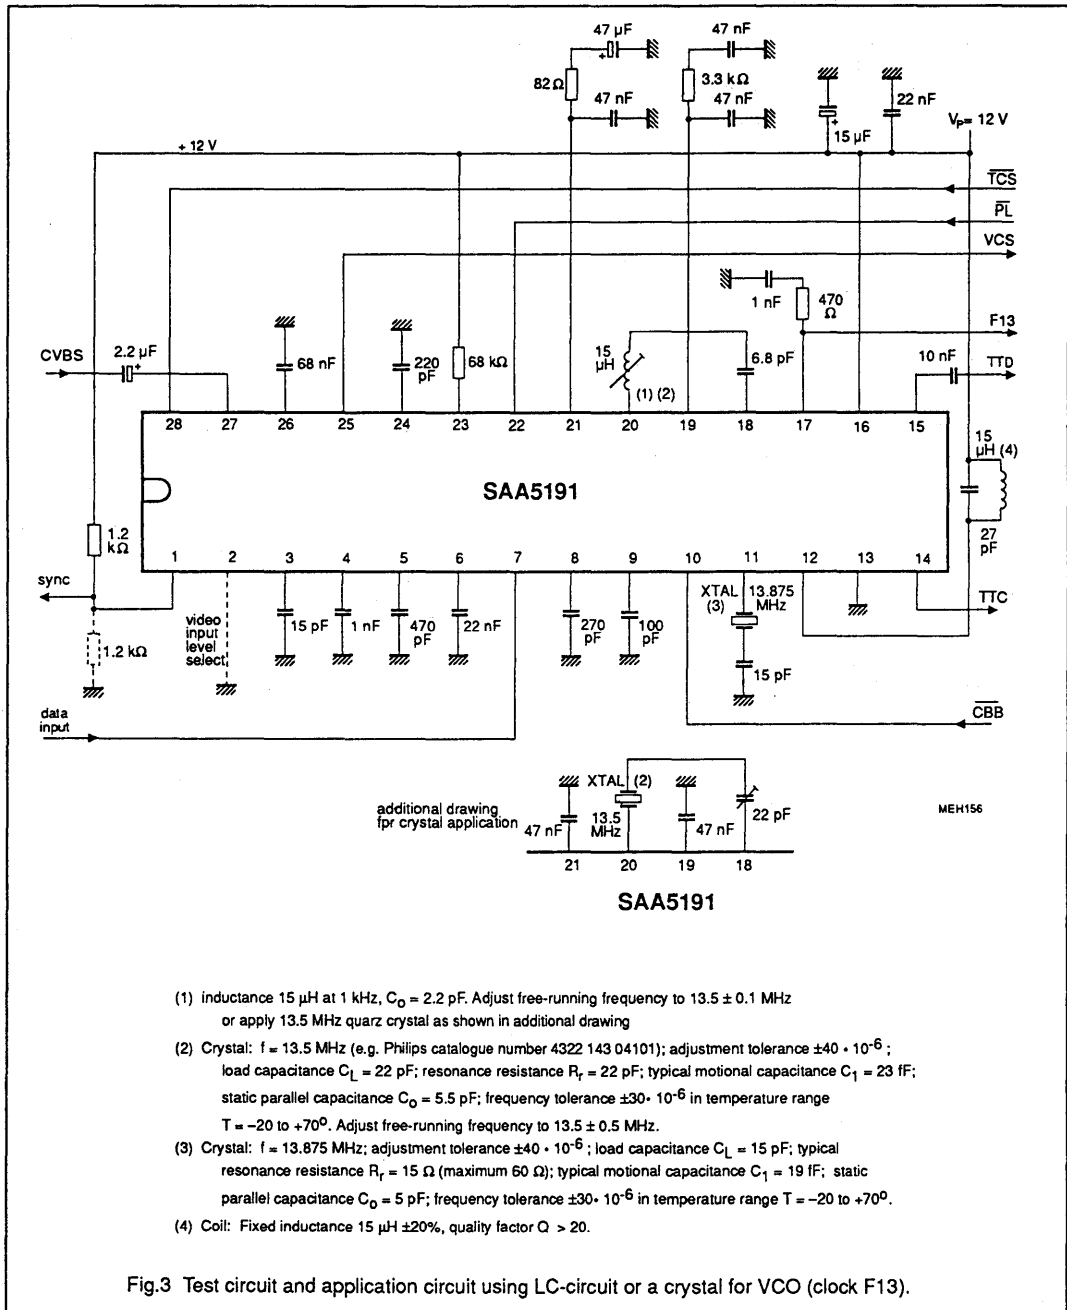 47 μF
47 nF
82 Ω
3.3 kΩ
47 nF
47 nF
22 nF
15 μF
Vp= 12 V
+ 12 V
TCS
PL
VCS
1 nF
470 Ω
F13
CVBS
2.2 μF
68 nF
220 pF
68 kΩ
15 μH
(1) (2)
6.8 pF
10 nF
TTD
28 27 26 25 24 23 22 21 20 19 18 17 16 15
15 μH (4)
SAA5191
27 pF
1.2 kΩ
1 2 3 4 5 6 7 8 9 10 11 12 13 14
sync
video input level select
15 pF
1 nF
470 pF
22 nF
270 pF
100 pF
XTAL (3)
13.875 MHz
TTC
1.2 kΩ
15 pF
data input
CBB
additional drawing
fpr crystal application
XTAL (2)
47 nF
13.5 MHz
47 nF
22 pF
MEH156
21 20 19 18
SAA5191
(1) inductance 15 μH at 1 kHz, Co = 2.2 pF. Adjust free-running frequency to 13.5 ± 0.1 MHz
or apply 13.5 MHz quarz crystal as shown in additional drawing
(2) Crystal: f = 13.5 MHz (e.g. Philips catalogue number 4322 143 04101); adjustment tolerance ±40 • 10⁻⁶ ;
load capacitance CL = 22 pF; resonance resistance Rr = 22 pF; typical motional capacitance C1 = 23 fF;
static parallel capacitance Co = 5.5 pF; frequency tolerance ±30• 10⁻⁶ in temperature range
T = –20 to +70º. Adjust free-running frequency to 13.5 ± 0.5 MHz.
(3) Crystal: f = 13.875 MHz; adjustment tolerance ±40 • 10⁻⁶ ; load capacitance CL = 15 pF; typical
resonance resistance Rr = 15 Ω (maximum 60 Ω); typical motional capacitance C1 = 19 fF; static
parallel capacitance Co = 5 pF; frequency tolerance ±30• 10⁻⁶ in temperature range T = –20 to +70º.
(4) Coil: Fixed inductance 15 μH ±20%, quality factor Q > 20.
Fig.3 Test circuit and application circuit using LC-circuit or a crystal for VCO (clock F13).